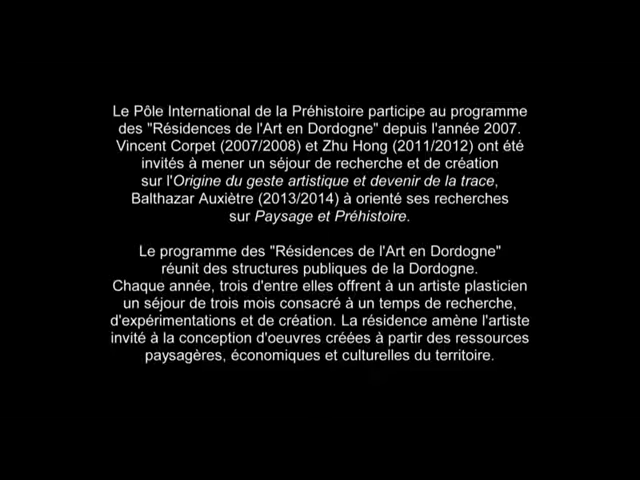 Le Pôle International de la Préhistoire participe au programme
des "Résidences de l'Art en Dordogne" depuis l'année 2007.
Vincent Corpet (2007/2008) et Zhu Hong (2011/2012) ont été
invités à mener un séjour de recherche et de création
sur l'Origine du geste artistique et devenir de la trace,
Balthazar Auxiètre (2013/2014) à orienté ses recherches
sur Paysage et Préhistoire.
Le programme des "Résidences de l'Art en Dordogne"
réunit des structures publiques de la Dordogne.
Chaque année, trois d'entre elles offrent à un artiste plasticien
un séjour de trois mois consacré à un temps de recherche,
d'expérimentations et de création. La résidence amène l'artiste
invité à la conception d'oeuvres créées à partir des ressources
paysagères, économiques et culturelles du territoire.